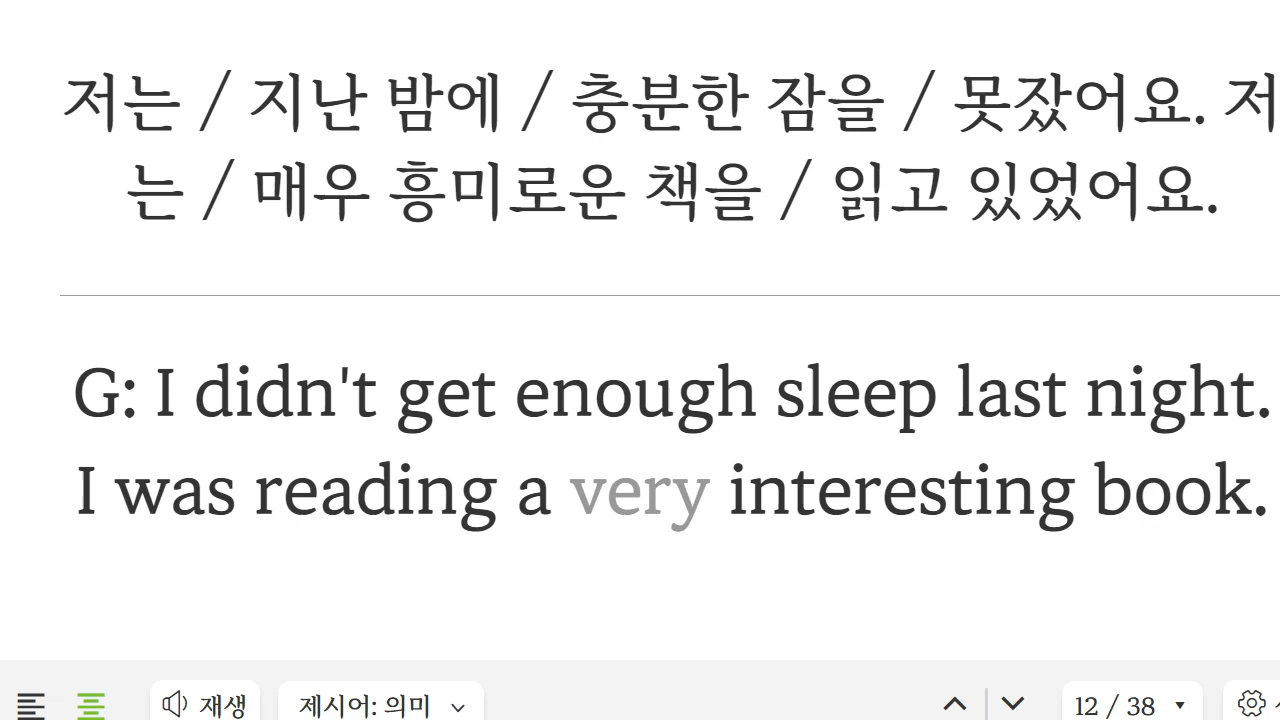 저는 / 지난 밤에 / 충분한 잠을 / 못잤어요. 저
는 / 매우 흥미로운 책을 / 읽고 있었어요.
G: I didn't get enough sleep last night.
I was reading a very interesting book.
재생 제시어: 의미 12 / 38